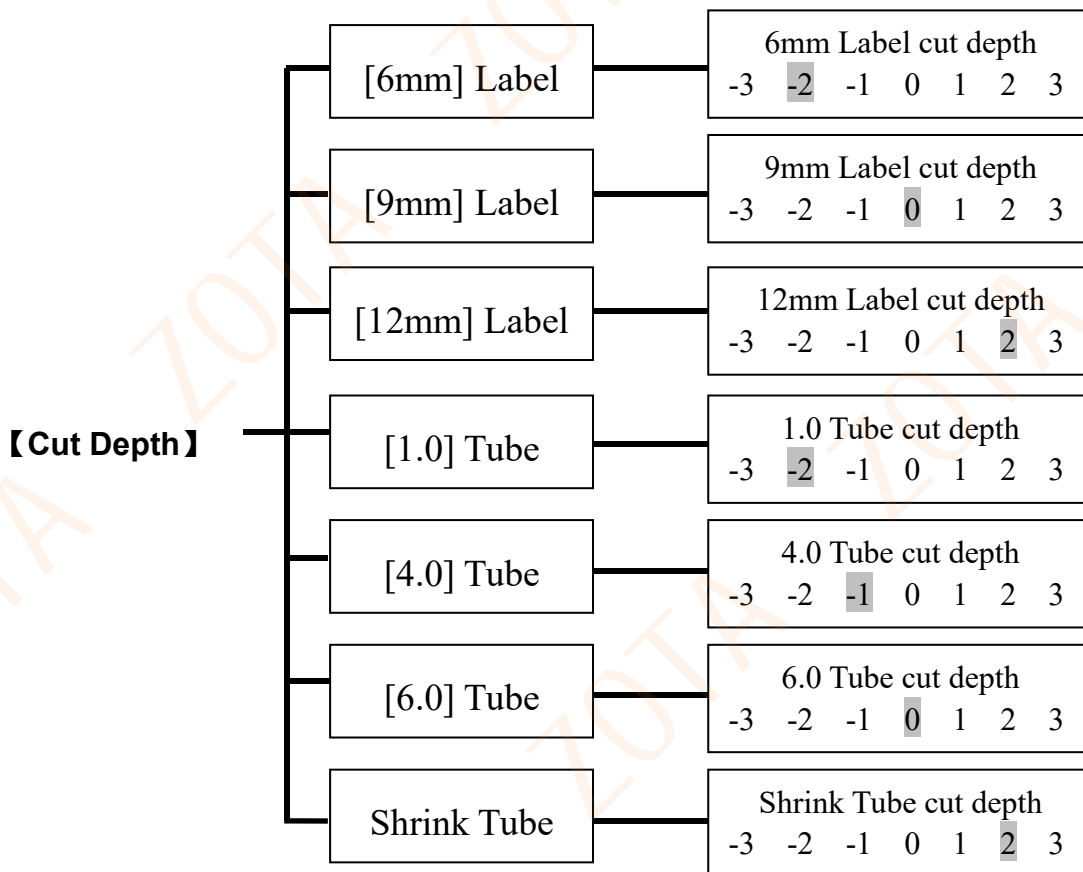 [6mm] Label
6mm Label cut depth
-3 -2 -1 0 1 2 3
[9mm] Label
9mm Label cut depth
-3 -2 -1 0 1 2 3
[12mm] Label
12mm Label cut depth
-3 -2 -1 0 1 2 3
【Cut Depth】
[1.0] Tube
1.0 Tube cut depth
-3 -2 -1 0 1 2 3
[4.0] Tube
4.0 Tube cut depth
-3 -2 -1 0 1 2 3
[6.0] Tube
6.0 Tube cut depth
-3 -2 -1 0 1 2 3
Shrink Tube
Shrink Tube cut depth
-3 -2 -1 0 1 2 3
ZOTA
ZOTA
ZOTA
ZOTA